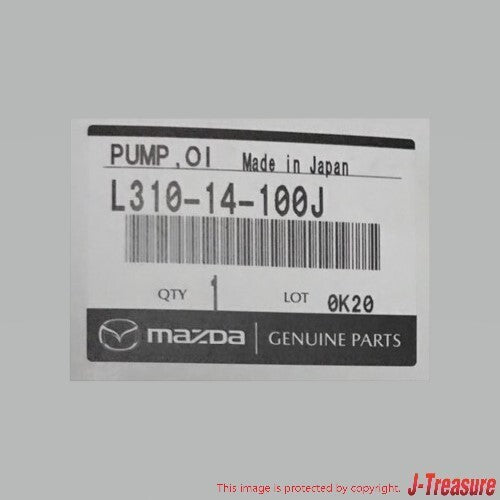 PUMP,OI Made in Japan
L310-14-100J
QTY 1 LOT 0K20
mazda GENUINE PARTS
This image is protected by copyright. J-Treasure